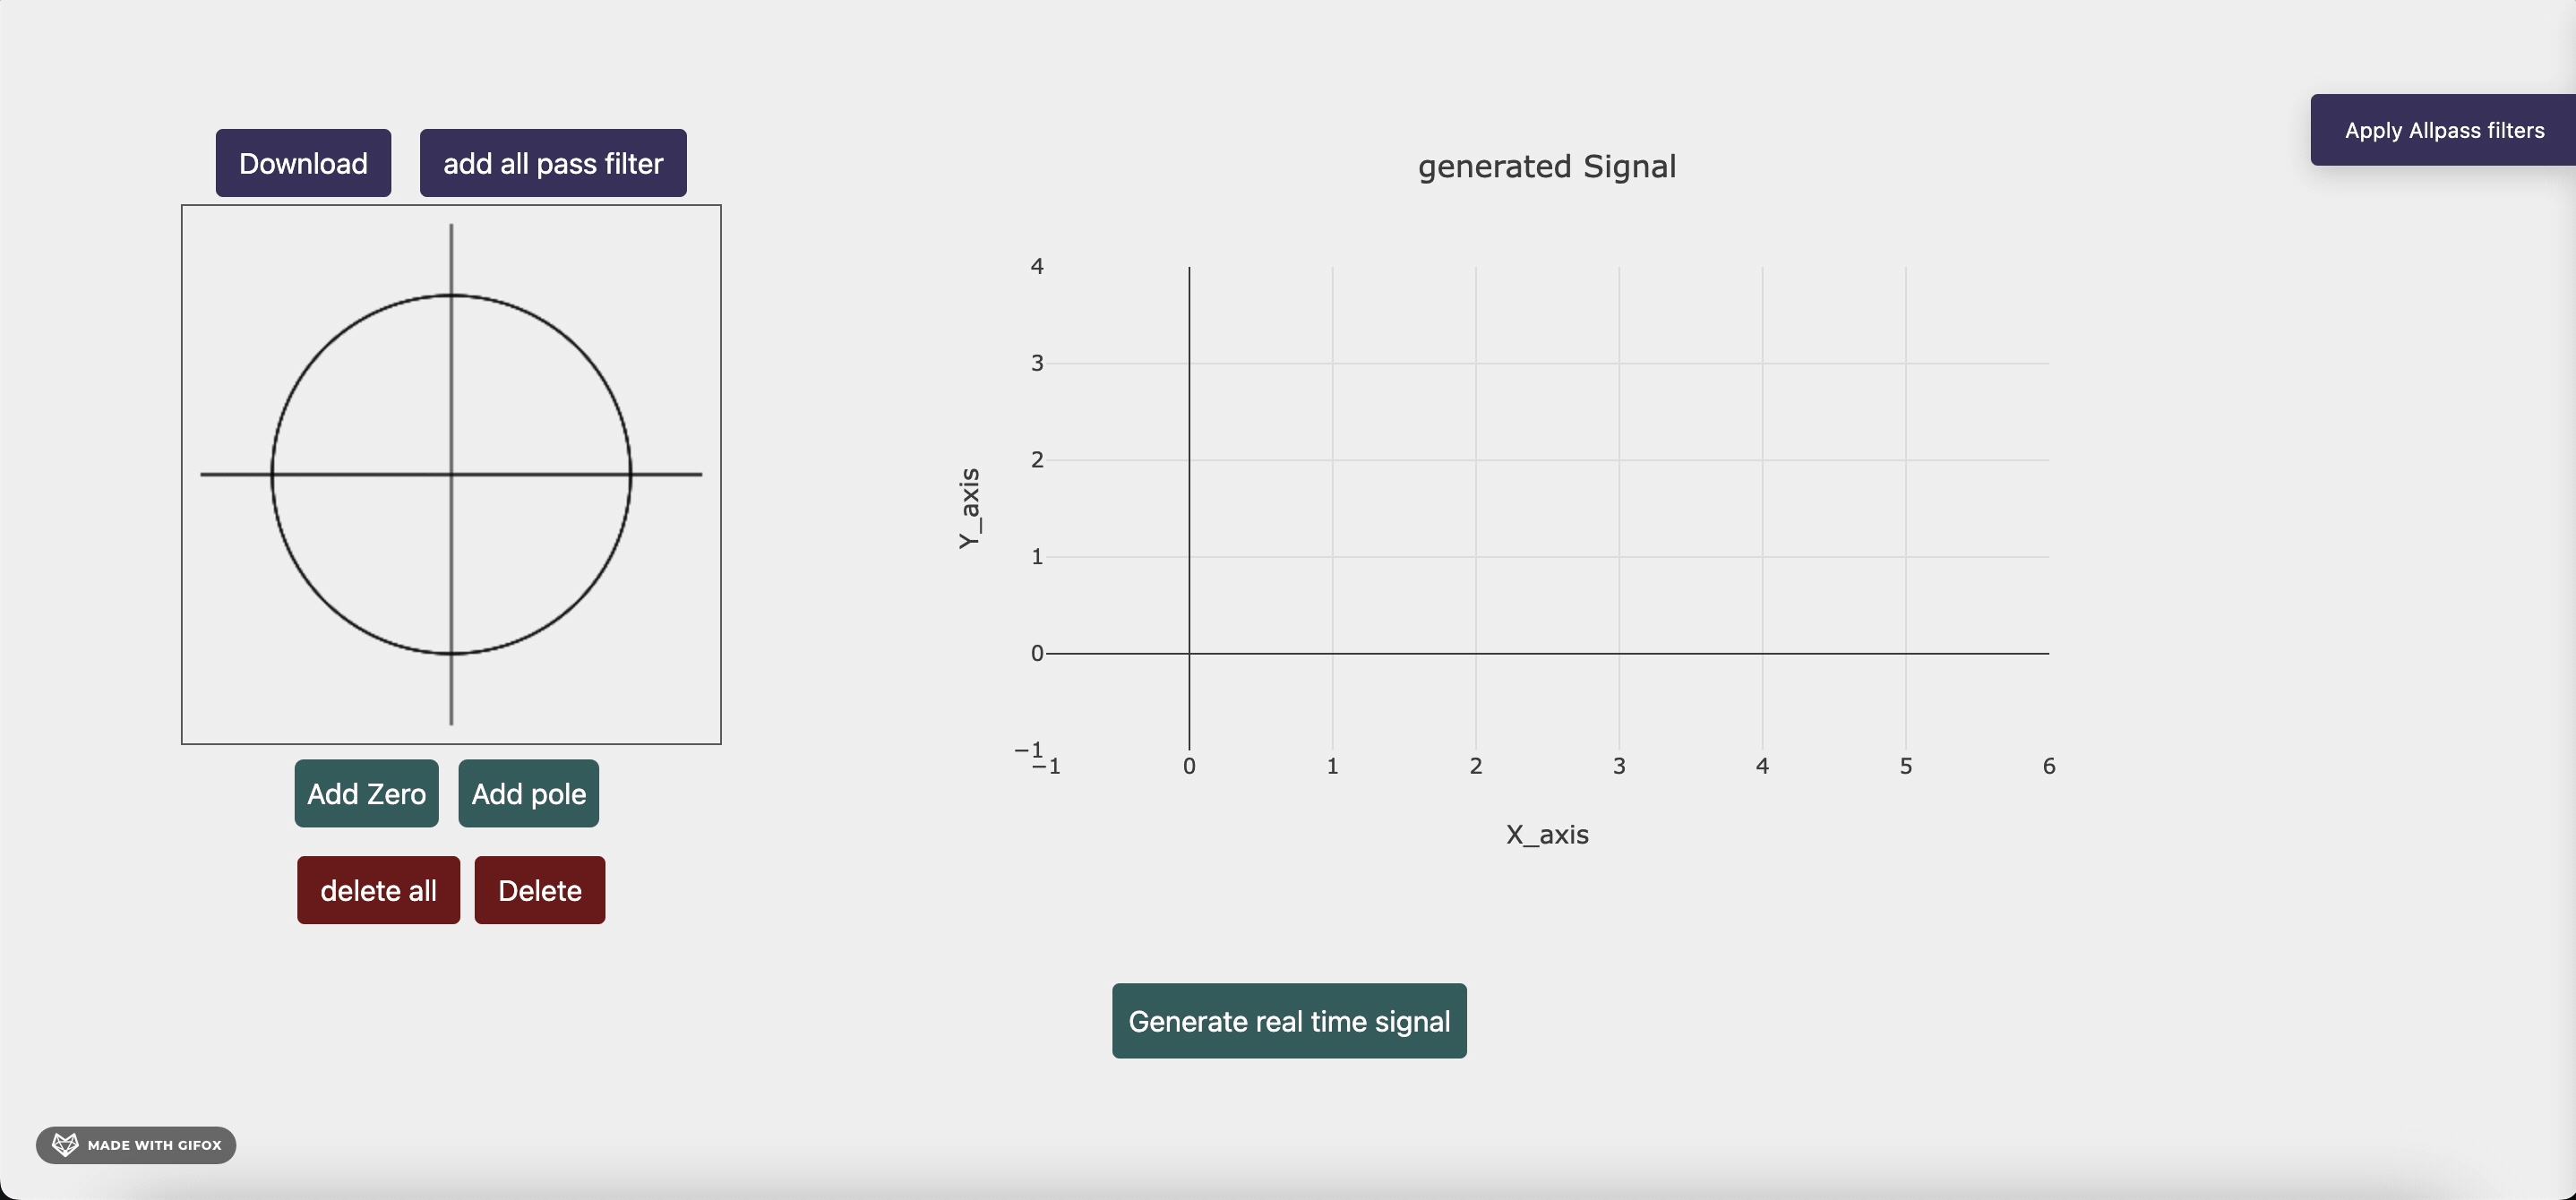 Apply Allpass filters
Download
add all pass filter
generated Signal
4
3
2
1
0
−1
Y_axis
−1 0 1 2 3 4 5 6
X_axis
Add Zero
Add pole
delete all
Delete
Generate real time signal
MADE WITH GIFOX